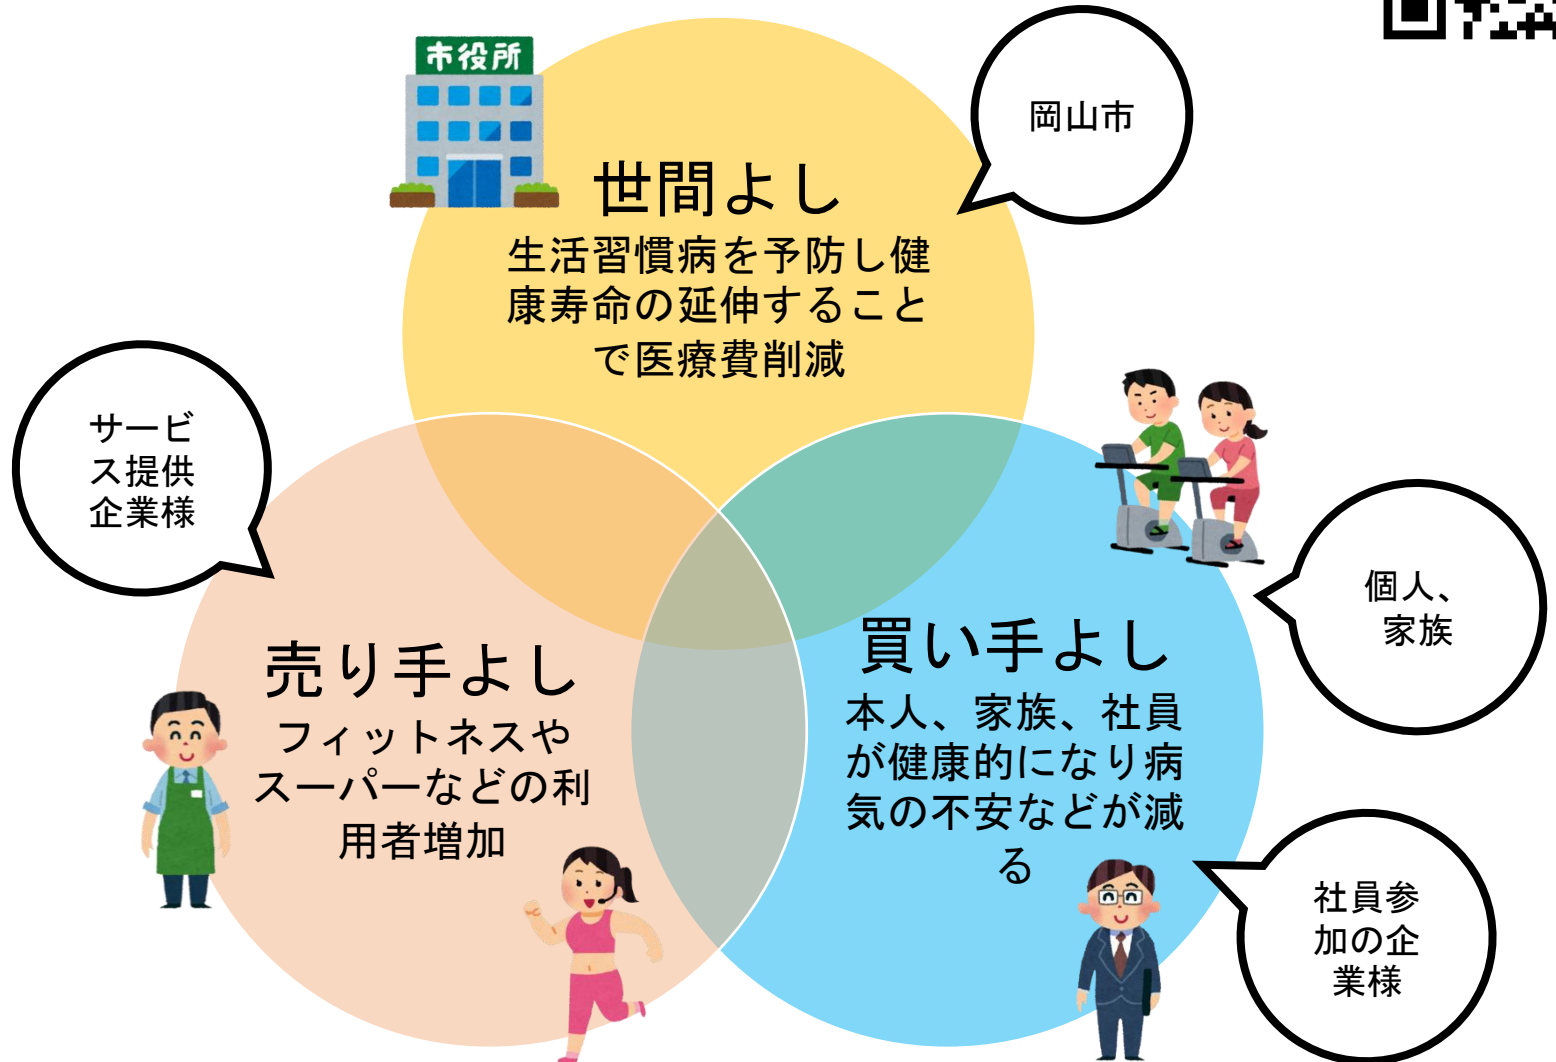 市役所
岡山市
世間よし
生活習慣病を予防し健
康寿命の延伸すること
で医療費削減
サービ
ス提供
企業様
個人、
家族
売り手よし
フィットネスや
スーパーなどの利
用者増加
買い手よし
本人、家族、社員
が健康的になり病
気の不安などが減
る
社員参
加の企
業様